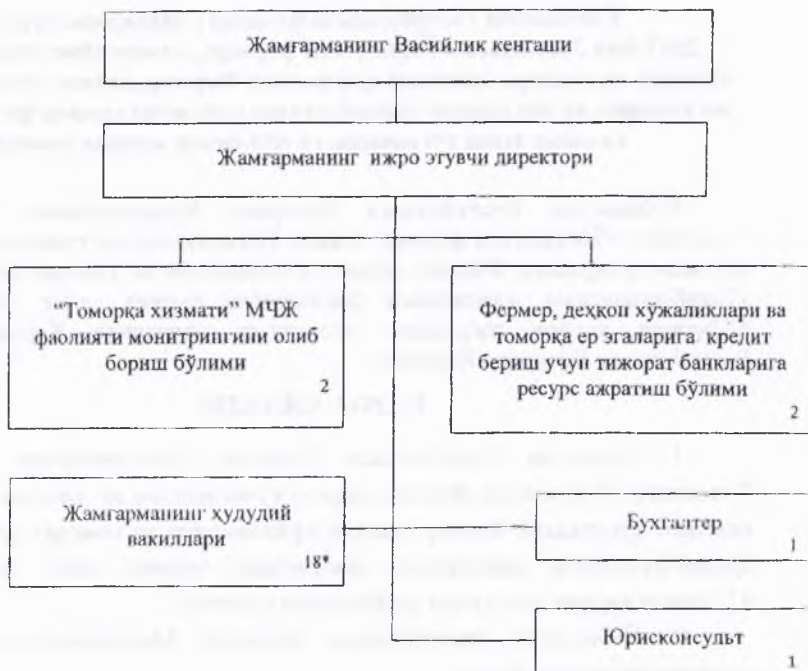 Жамғарманинг Васийлик кенгаши
Жамғарманинг ижро этувчи директори
"Томорқа хизмати" МЧЖ
фаолияти монитрингини олиб
бориш бўлими
2
Фермер, деҳқон хўжаликлари ва
томорқа ер эгаларига кредит
бериш учун тижорат банкларига
ресурс ажратиш бўлими
2
Жамғарманинг ҳудудий
вакиллари
18*
Бухгалтер
1
Юрисконсульт
1